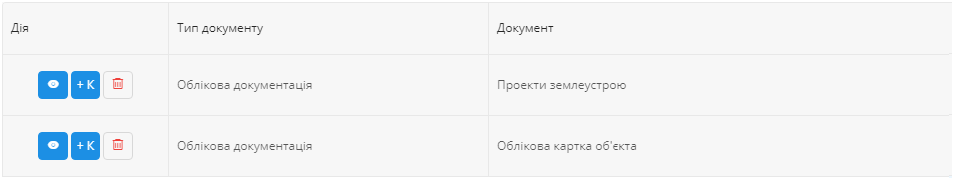 Дія Тип документу Документ
+ К Облікова документація Проекти землеустрою
+ К Облікова документація Облікова картка об'єкта